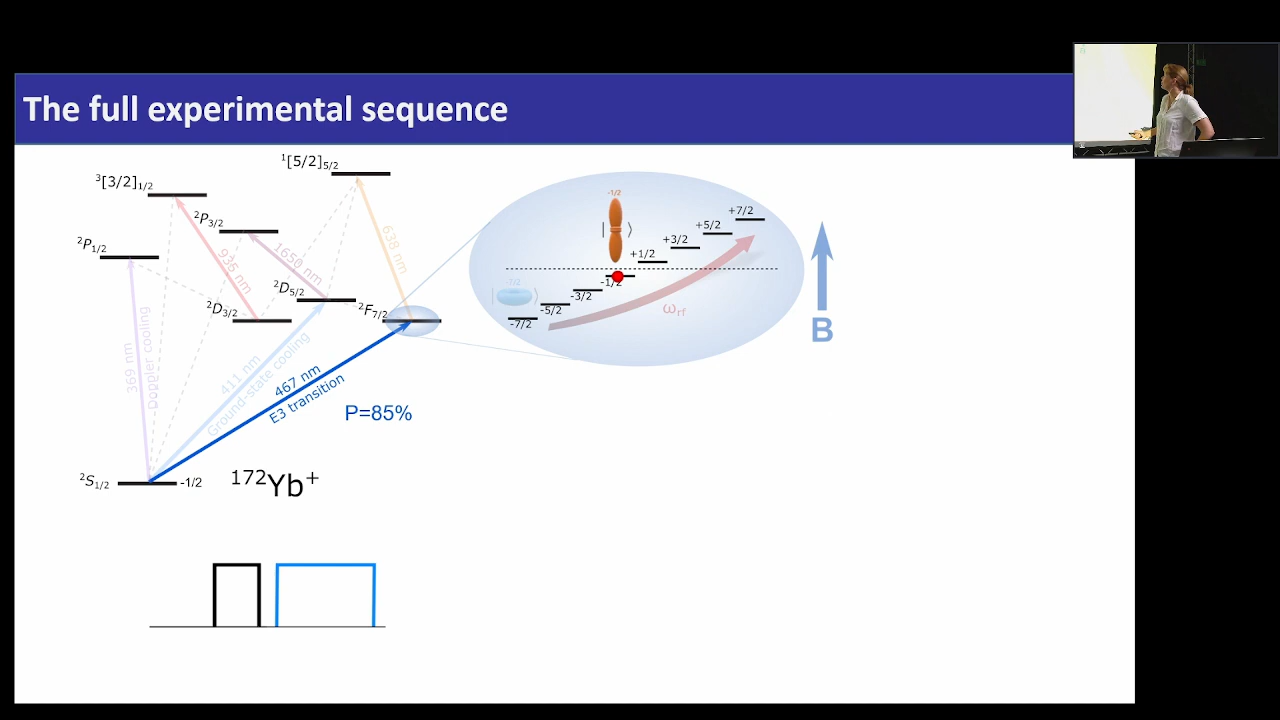 The full experimental sequence
¹[5/2]₅/₂
³[3/2]₁/₂
²P₃/₂
²P₁/₂
935 nm
1650 nm
638 nm
²D₅/₂
²D₃/₂
²F₇/₂
369 nm
Doppler cooling
411 nm
Ground-state cooling
467 nm
E3 transition
P=85%
²S₁/₂
-1/2
¹⁷²Yb⁺
-1/2
| ⟩
+7/2
+5/2
+3/2
+1/2
-1/2
-3/2
-5/2
-7/2
| -7/2 ⟩
ωrf
B